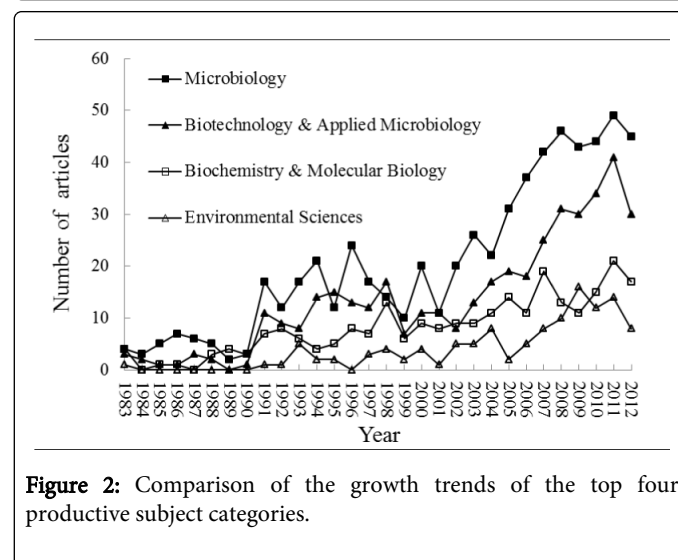 60
50
40
30
20
10
0
Number of articles
Microbiology
Biotechnology & Applied Microbiology
Biochemistry & Molecular Biology
Environmental Sciences
1983 1984 1985 1986 1987 1988 1989 1990 1991 1992 1993 1994 1995 1996 1997 1998 1999 2000 2001 2002 2003 2004 2005 2006 2007 2008 2009 2010 2011 2012
Year
Figure 2: Comparison of the growth trends of the top four
productive subject categories.